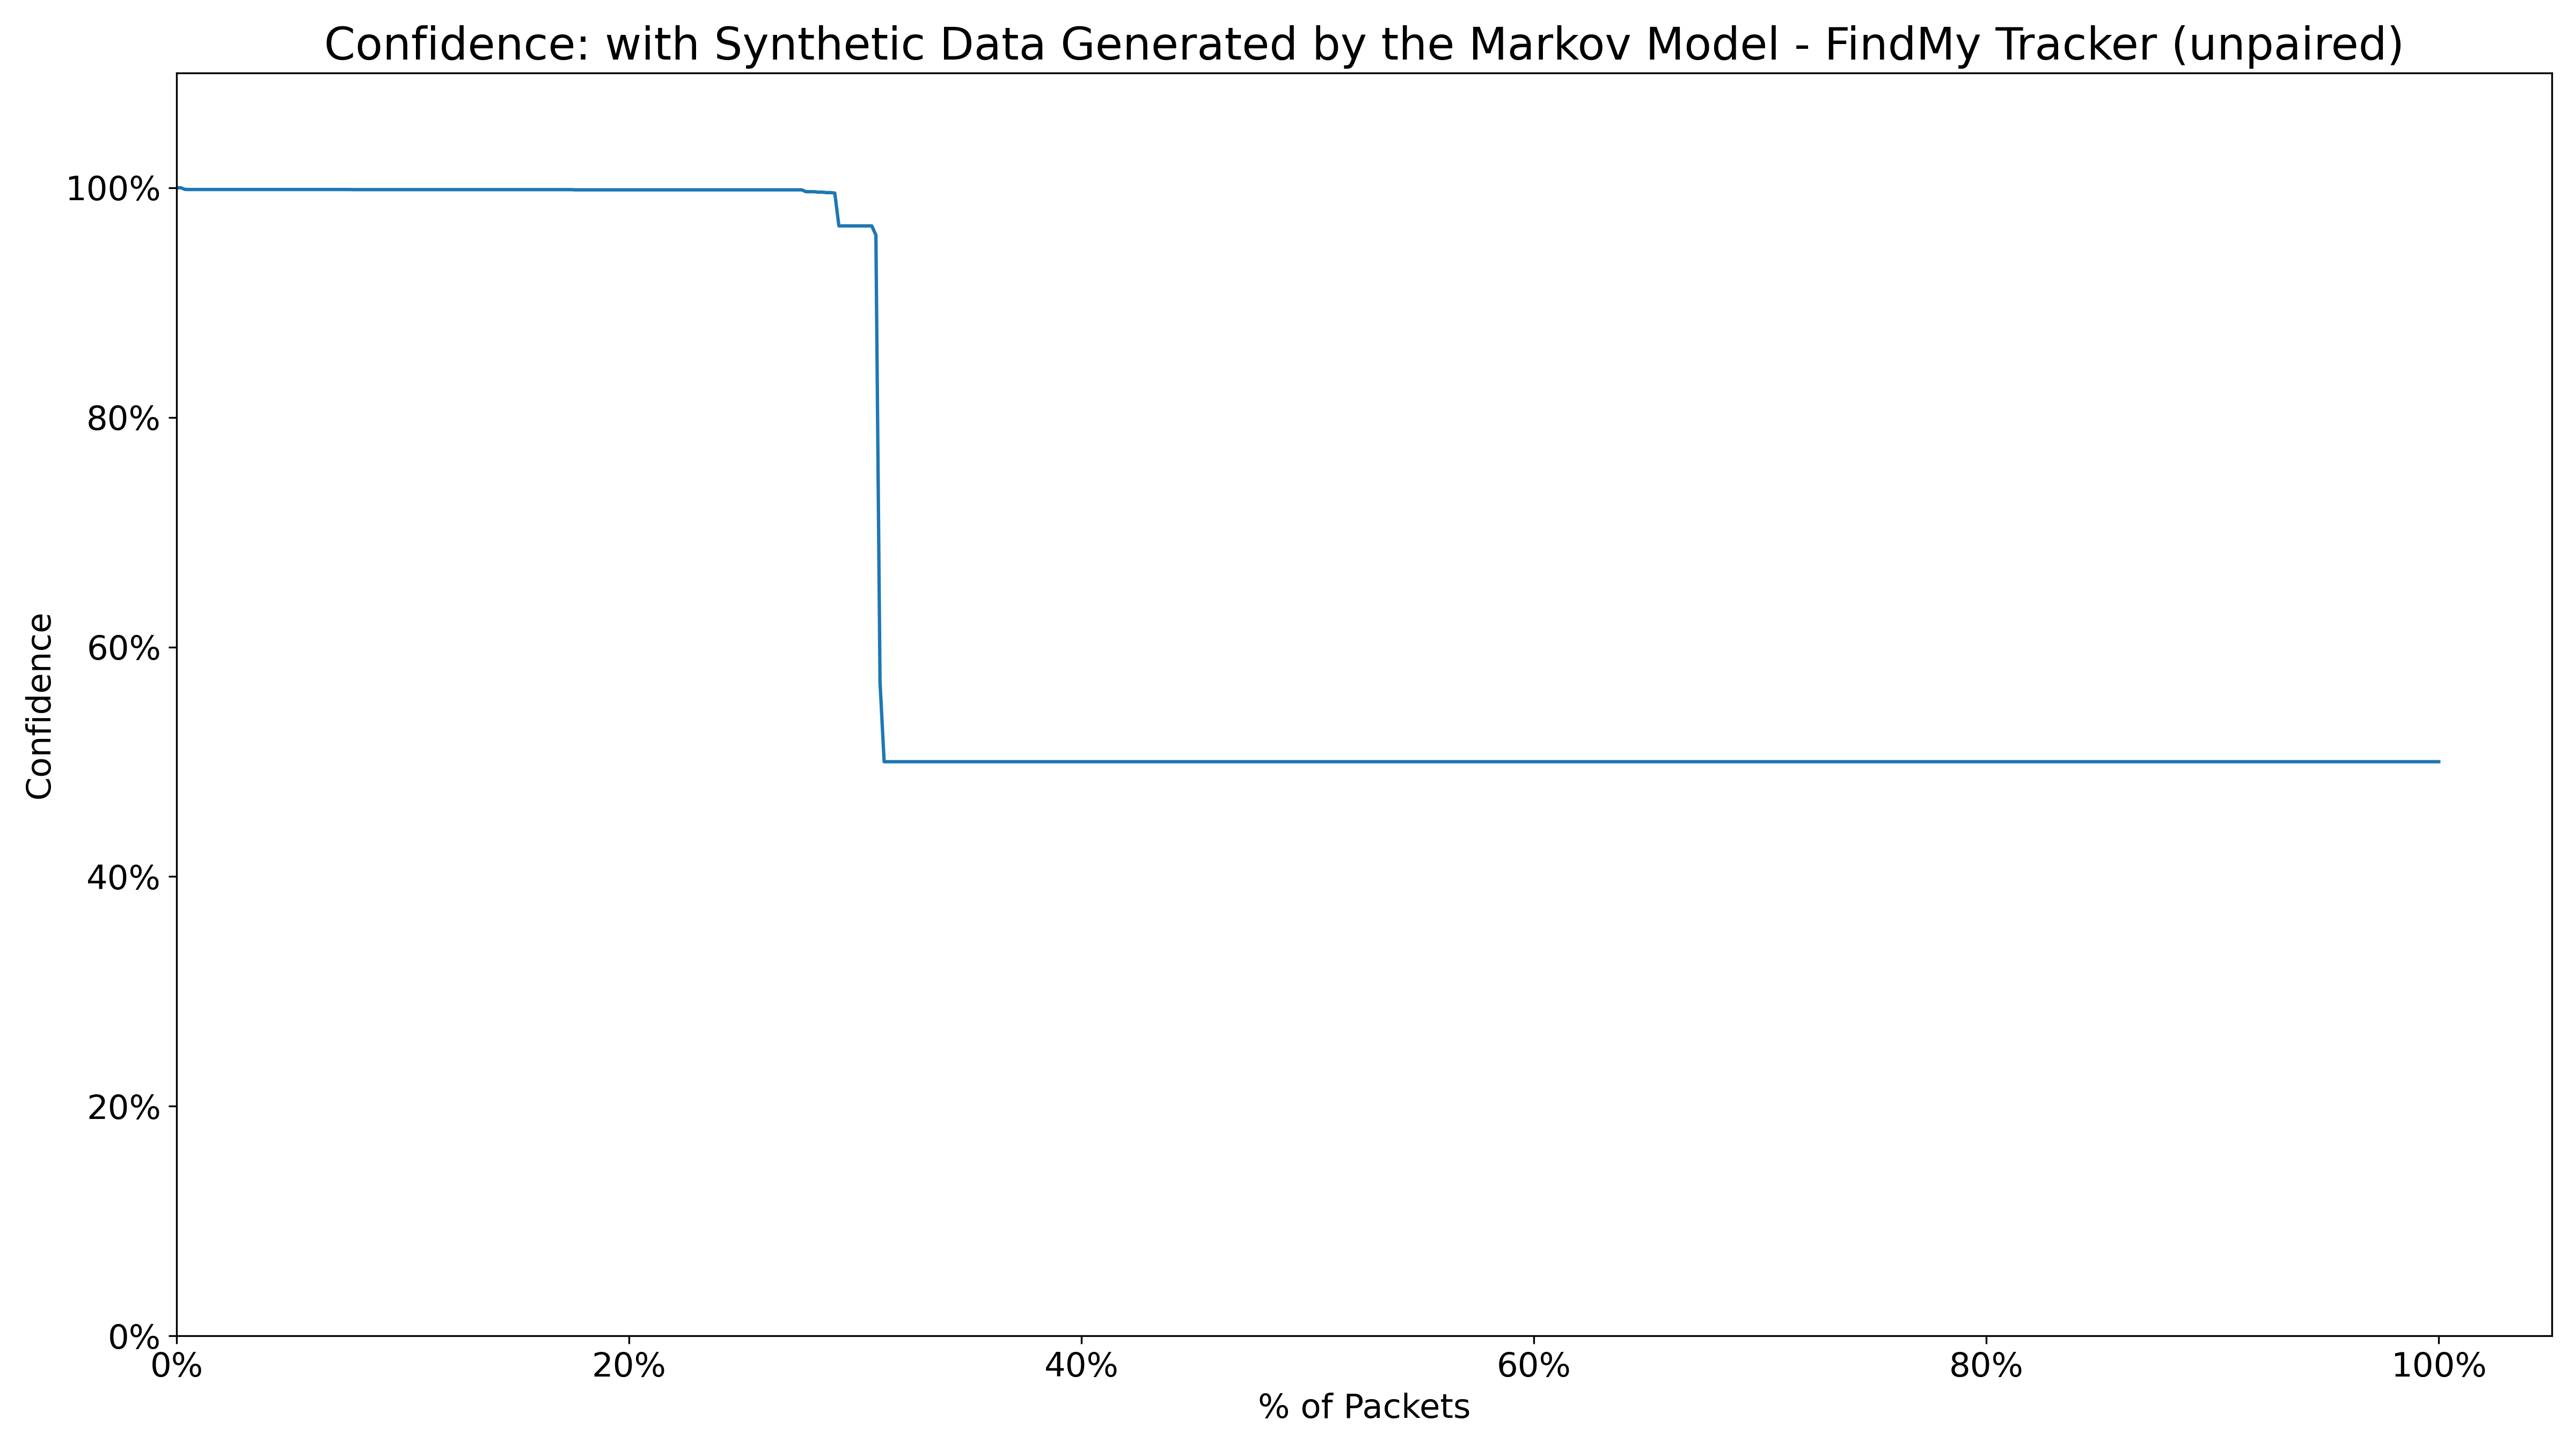 Confidence: with Synthetic Data Generated by the Markov Model - FindMy Tracker (unpaired)
100%
80%
60%
40%
20%
0%
Confidence
0% 20% 40% 60% 80% 100%
% of Packets